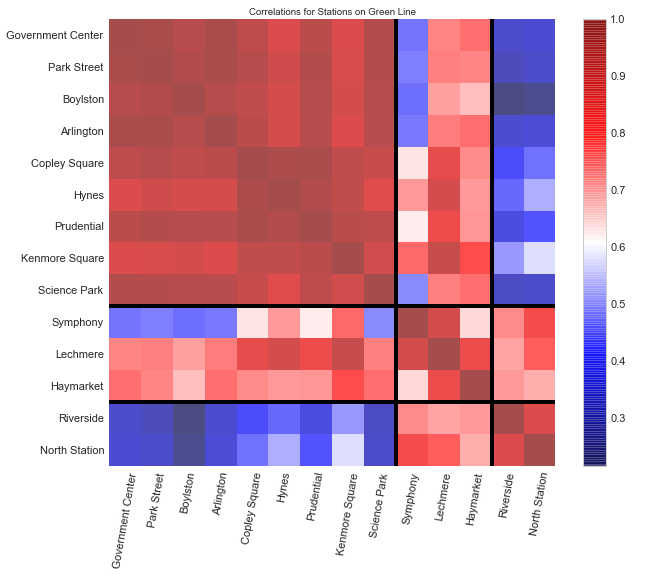 Correlations for Stations on Green Line
Government Center
Park Street
Boylston
Arlington
Copley Square
Hynes
Prudential
Kenmore Square
Science Park
Symphony
Lechmere
Haymarket
Riverside
North Station
Government Center
Park Street
Boylston
Arlington
Copley Square
Hynes
Prudential
Kenmore Square
Science Park
Symphony
Lechmere
Haymarket
Riverside
North Station
1.0
0.9
0.8
0.7
0.6
0.5
0.4
0.3